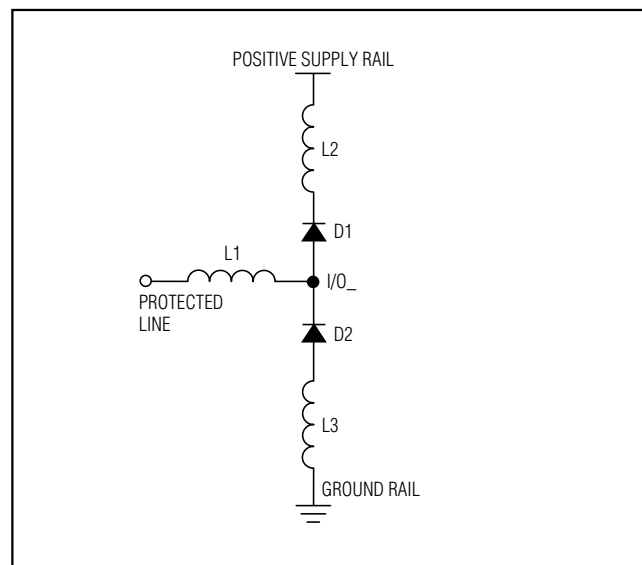 POSITIVE SUPPLY RAIL
L2
D1
L1
I/O_
PROTECTED
LINE
D2
L3
GROUND RAIL